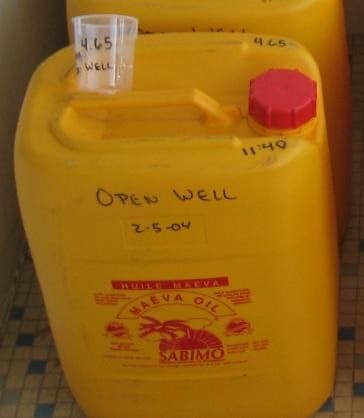 4.65
WELL
4.65
11:40
OPEN WELL
2-5-04
HUILE MAEVA
MAEVA OIL
SABIMO